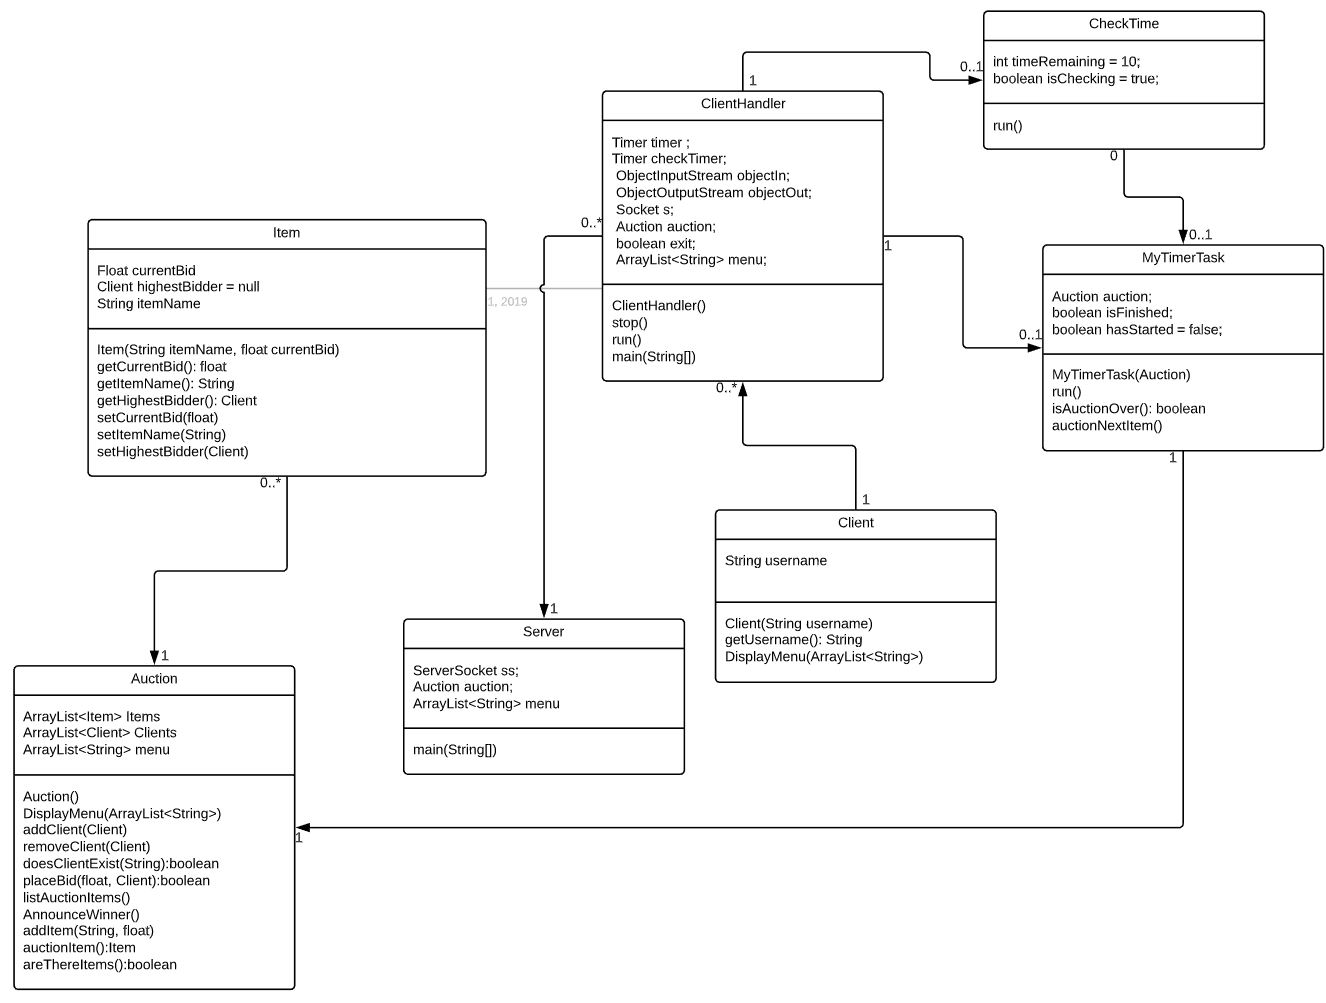 CheckTime
int timeRemaining = 10;
boolean isChecking = true;
run()
0..1
1
ClientHandler
Timer timer ;
Timer checkTimer;
ObjectInputStream objectIn;
ObjectOutputStream objectOut;
Socket s;
Auction auction;
boolean exit;
ArrayList<String> menu;
ClientHandler()
stop()
run()
main(String[])
0..*
1
0..*
0
0..1
MyTimerTask
Auction auction;
boolean isFinished;
boolean hasStarted = false;
MyTimerTask(Auction)
run()
isAuctionOver(): boolean
auctionNextItem()
0..1
1
Item
Float currentBid
Client highestBidder = null
String itemName
Item(String itemName, float currentBid)
getCurrentBid(): float
getItemName(): String
getHighestBidder(): Client
setCurrentBid(float)
setItemName(String)
setHighestBidder(Client)
0..*
1, 2019
1
Client
String username
Client(String username)
getUsername(): String
DisplayMenu(ArrayList<String>)
1
Server
ServerSocket ss;
Auction auction;
ArrayList<String> menu
main(String[])
1
Auction
ArrayList<Item> Items
ArrayList<Client> Clients
ArrayList<String> menu
Auction()
DisplayMenu(ArrayList<String>)
addClient(Client)
removeClient(Client)
doesClientExist(String):boolean
placeBid(float, Client):boolean
listAuctionItems()
AnnounceWinner()
addItem(String, float)
auctionItem():Item
areThereItems():boolean
1